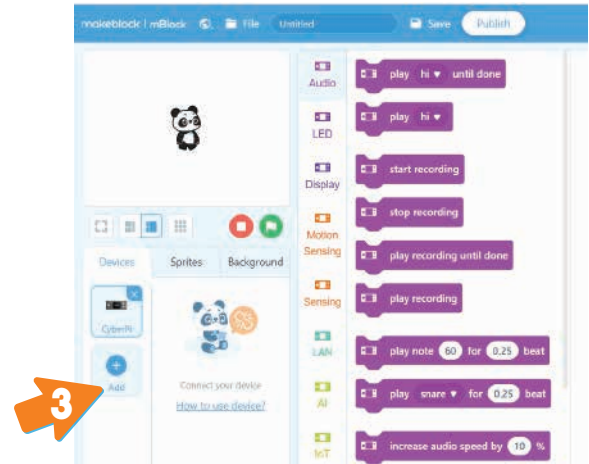 makeblock | mBlock File Untitled Save Publish
Audio
LED
Display
Motion
Sensing
Sensing
LAN
AI
IoT
play hi until done
play hi
start recording
stop recording
play recording until done
play recording
play note 60 for 0.25 beat
play snare for 0.25 beat
increase audio speed by 10 %
Devices Sprites Background
CyberPi
Add
Connect your device
How to use device?
3